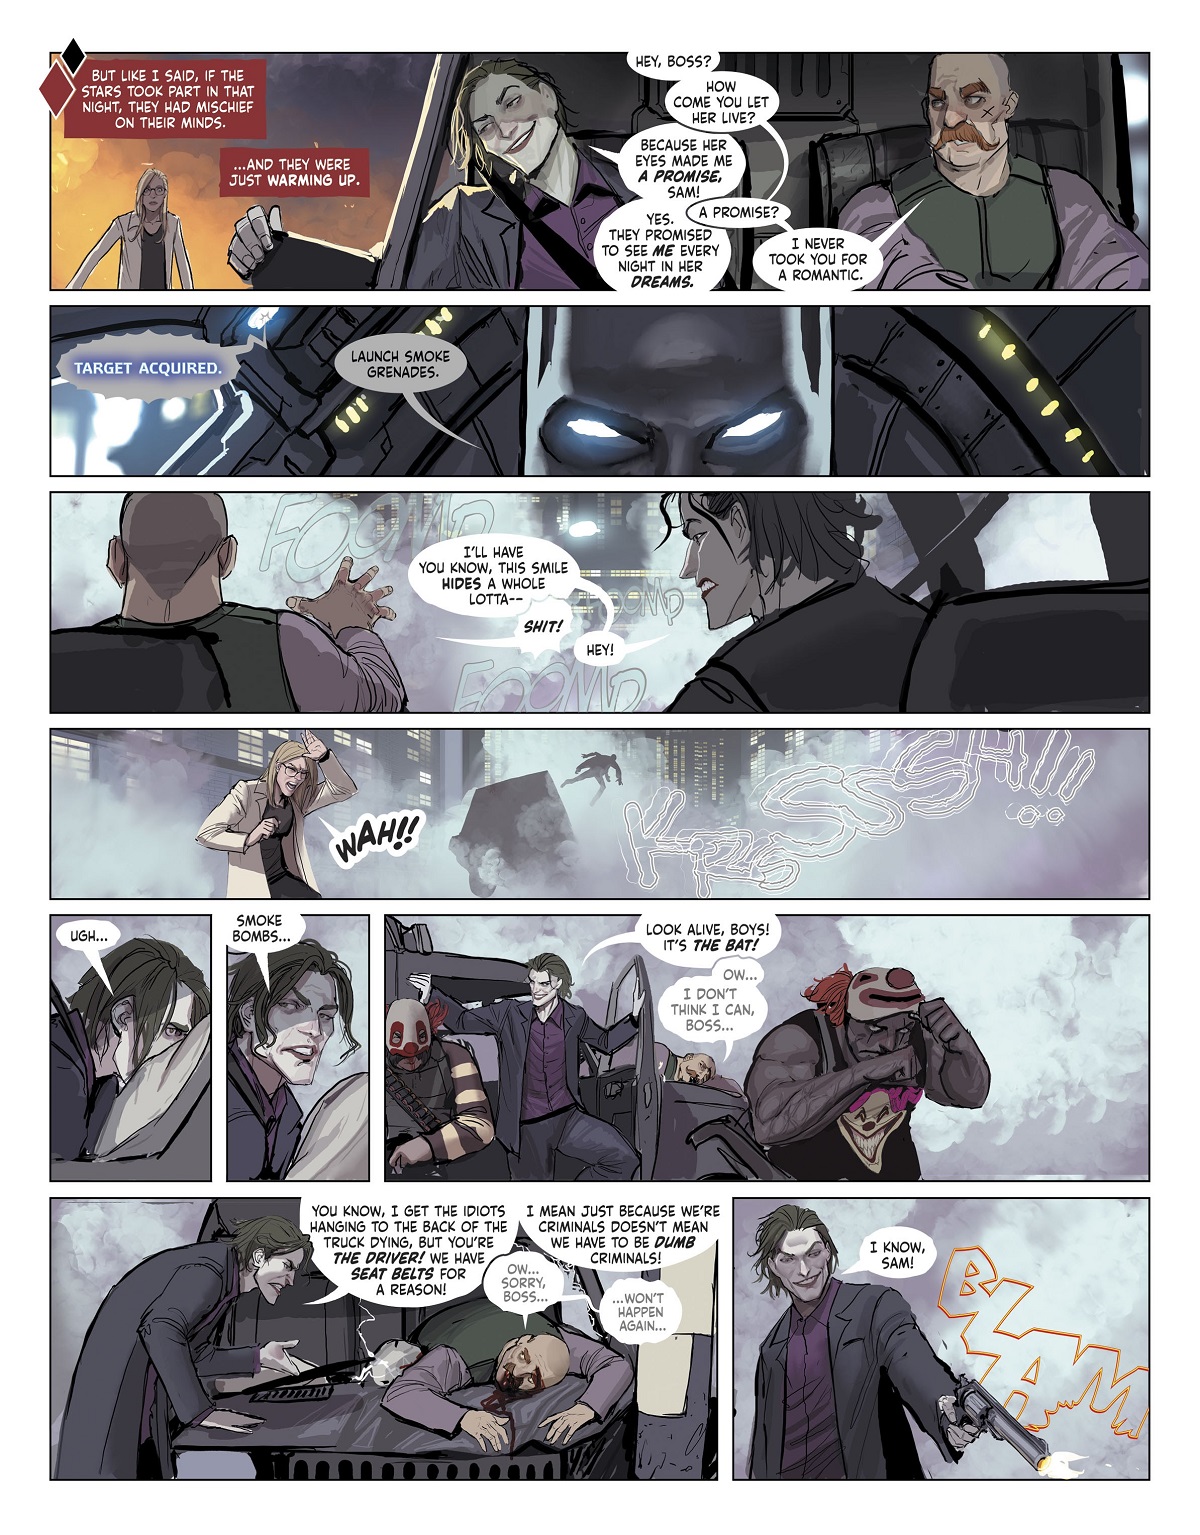 BUT LIKE I SAID, IF THE
STARS TOOK PART IN THAT
NIGHT, THEY HAD MISCHIEF
ON THEIR MINDS.
...AND THEY WERE
JUST WARMING UP.
HEY, BOSS?
HOW
COME YOU LET
HER LIVE?
BECAUSE HER
EYES MADE ME
A PROMISE,
SAM!
A PROMISE?
YES.
THEY PROMISED
TO SEE ME EVERY
NIGHT IN HER
DREAMS.
I NEVER
TOOK YOU FOR
A ROMANTIC.
TARGET ACQUIRED.
LAUNCH SMOKE
GRENADES.
FOOMP
I'LL HAVE
YOU KNOW, THIS SMILE
HIDES A WHOLE
LOTTA--
FOOMP
SHIT!
HEY!
FOOMP
WAH!!
KRSSSH!!!
UGH...
SMOKE
BOMBS...
LOOK ALIVE, BOYS!
IT'S THE BAT!
OW...
I DON'T
THINK I CAN,
BOSS...
YOU KNOW, I GET THE IDIOTS
HANGING TO THE BACK OF THE
TRUCK DYING, BUT YOU'RE
THE DRIVER! WE HAVE
SEAT BELTS FOR
A REASON!
OW...
SORRY,
BOSS...
I MEAN JUST BECAUSE WE'RE
CRIMINALS DOESN'T MEAN
WE HAVE TO BE DUMB
CRIMINALS!
...WON'T
HAPPEN
AGAIN...
I KNOW,
SAM!
BLAM